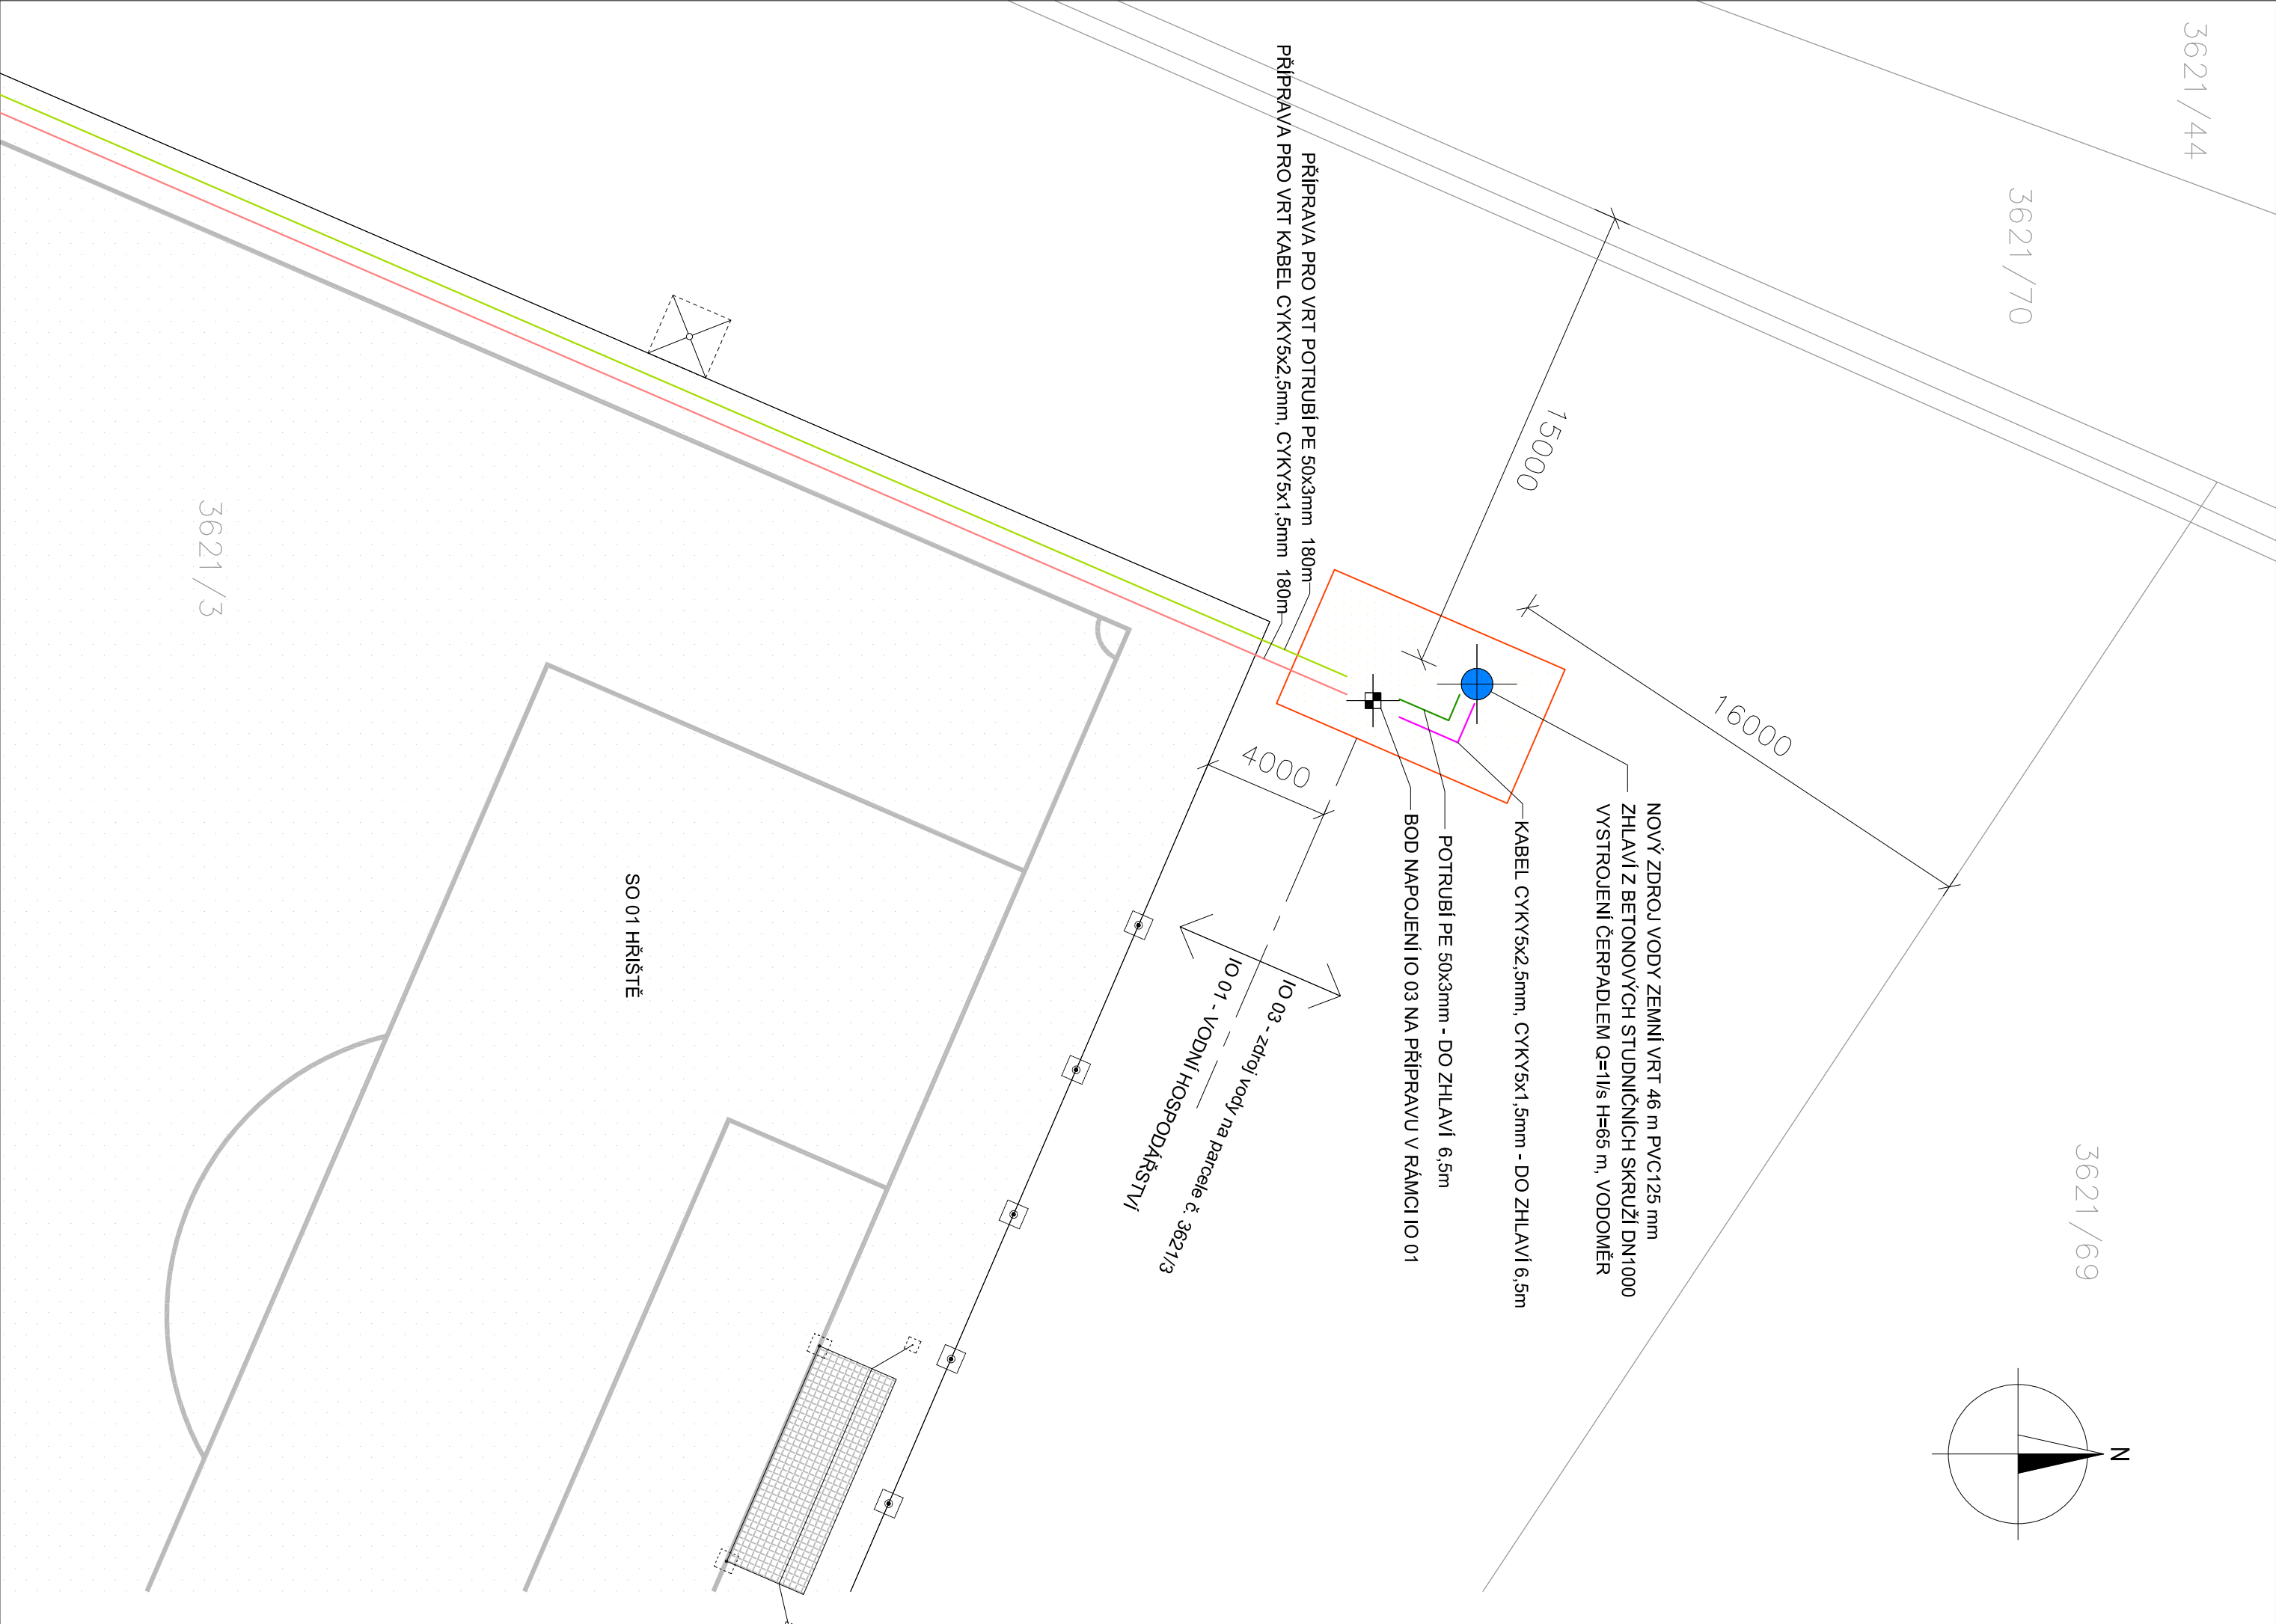 3621/44
3621/70
3621/69
3621/3
NOVÝ ZDROJ VODY ZEMNÍ VRT 46 m PVC125 mm
ZHLAVÍ Z BETONOVÝCH STUDNIČNÍCH SKRUŽÍ DN1000
VYSTROJENÍ ČERPADLEM Q=1l/s H=65 m, VODOMĚR
KABEL CYKY5x2,5mm, CYKY5x1,5mm - DO ZHLAVÍ 6,5m
POTRUBÍ PE 50x3mm - DO ZHLAVÍ 6,5m
BOD NAPOJENÍ IO 03 NA PŘÍPRAVU V RÁMCI IO 01
PŘÍPRAVA PRO VRT POTRUBÍ PE 50x3mm 180m
PŘÍPRAVA PRO VRT KABEL CYKY5x2,5mm, CYKY5x1,5mm 180m
15000
16000
4000
IO 03 - zdroj vody na parcele č. 3621/3
IO 01 - VODNÍ HOSPODÁŘSTVÍ
SO 01 HŘIŠTĚ
N